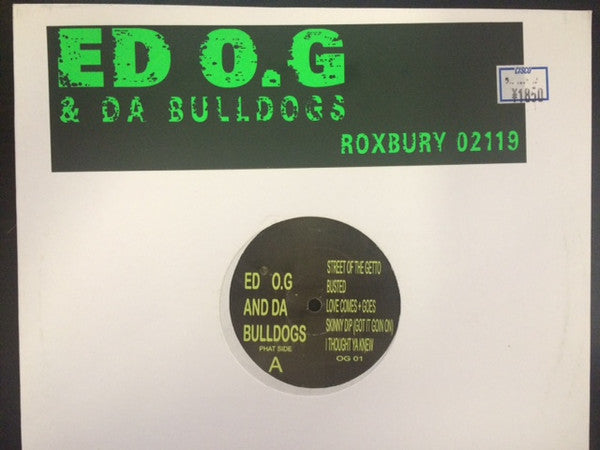 ED O.G
& DA BULLDOGS
ROXBURY 02119
CISCO
¥1850
ED O.G
AND DA
BULLDOGS
PHAT SIDE
A
STREET OF THE GETTO
BUSTED
LOVE COMES + GOES
SKINNY DIP (GOT IT GOIN ON)
I THOUGHT YA KNEW
OG 01